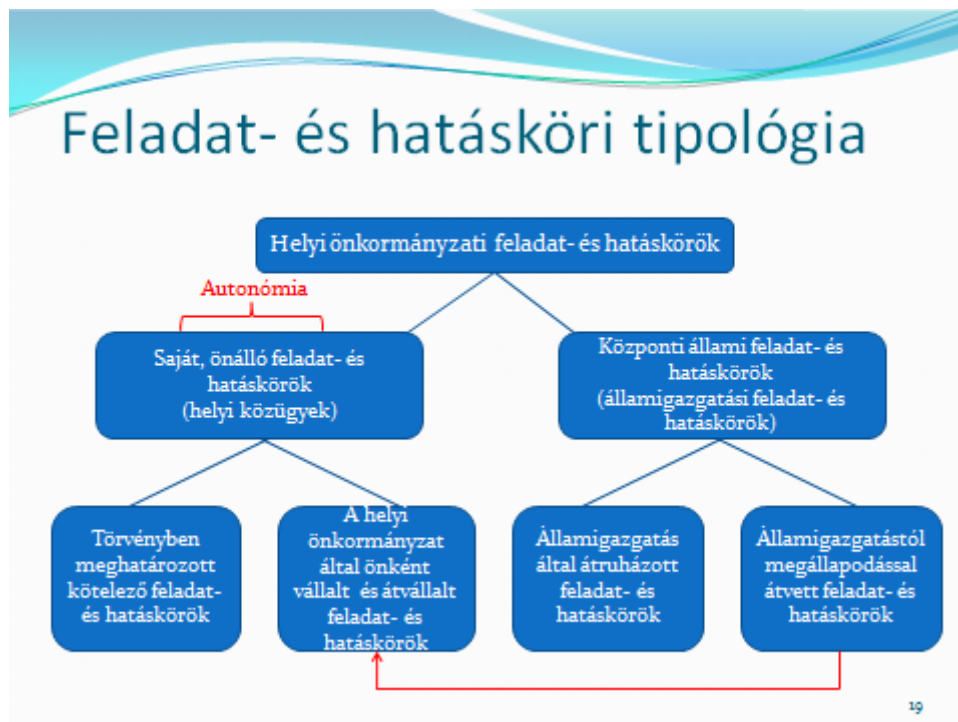 Feladat- és hatásköri tipológia
Helyi önkormányzati feladat- és hatáskörök
Autonómia
Saját, önálló feladat- és
hatáskörök
(helyi közügyek)
Központi állami feladat- és
hatáskörök
(államigazgatási feladat- és
hatáskörök)
Törvényben
meghatározott
kötelező feladat-
és hatáskörök
A helyi
önkormányzat
által önként
vállalt és átvállalt
feladat- és
hatáskörök
Államigazgatás
által átruházott
feladat- és
hatáskörök
Államigazgatástól
megállapodással
átvett feladat- és
hatáskörök
19